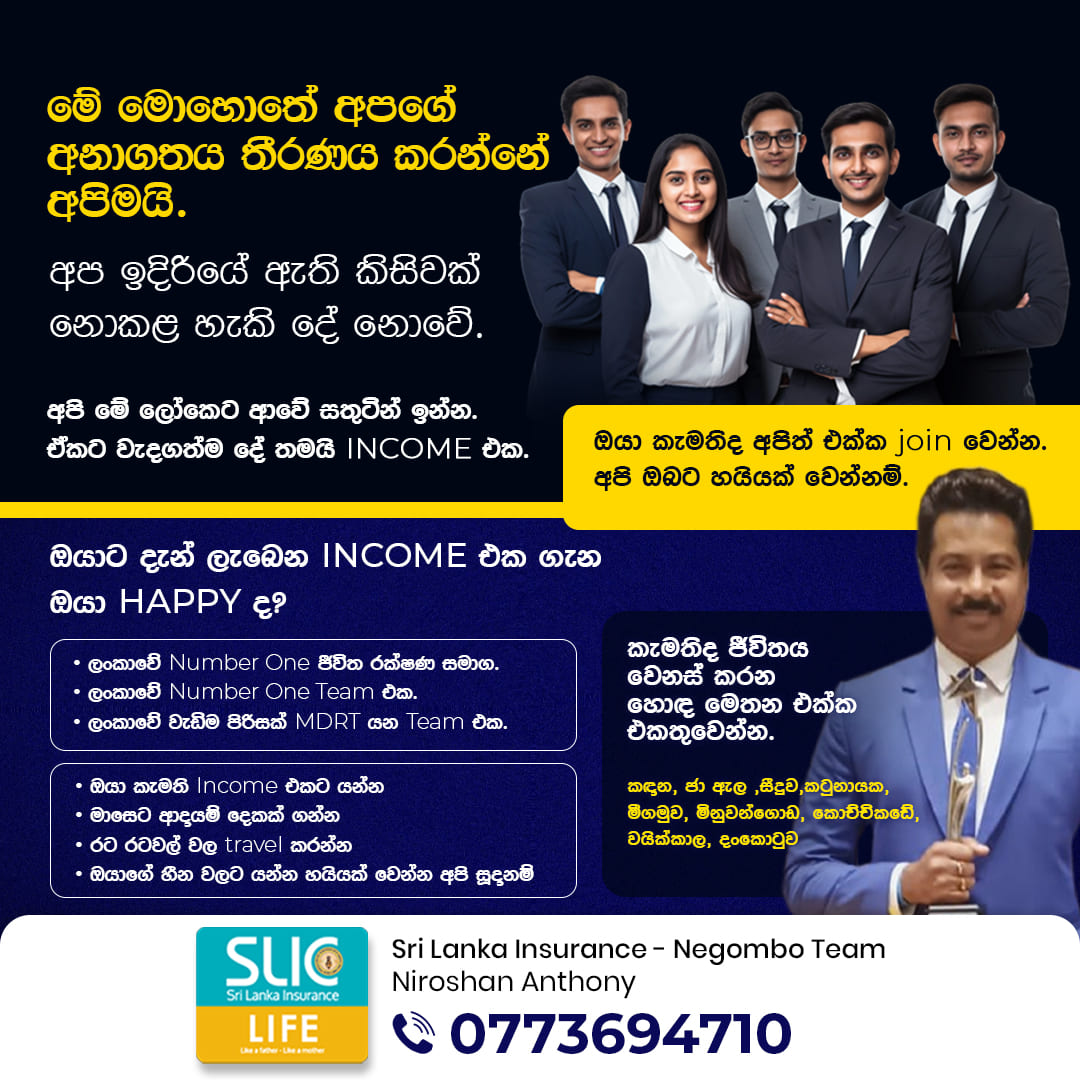 මේ මොහොතේ අපගේ
අනාගතය තීරණය කරන්නේ
අපිමයි.
අප ඉදිරියේ ඇති කිසිවක්
නොකළ හැකි දේ නොවේ.
අපි මේ ලෝකෙට ආවේ සතුටින් ඉන්න.
ඒකට වැදගත්ම දේ තමයි INCOME එක.
ඔයා කැමතිද අපිත් එක්ක join වෙන්න.
අපි ඔබට හයියක් වෙන්නම්.
ඔයාට දැන් ලැබෙන INCOME එක ගැන
ඔයා HAPPY ද?
• ලංකාවේ Number One ජීවිත රක්ෂණ සමාග.
• ලංකාවේ Number One Team එක.
• ලංකාවේ වැඩිම පිරිසක් MDRT යන Team එක.
• ඔයා කැමති Income එකට යන්න
• මාසෙට ආදායම් දෙකක් ගන්න
• රට රටවල් වල travel කරන්න
• ඔයාගේ හීන වලට යන්න හයියක් වෙන්න අපි සූදානම්
කැමතිද ජීවිතය
වෙනස් කරන
හොඳ මෙතන එක්ක
එකතුවෙන්න.
කඳාන, ජා ඇල ,සීදුව,කටුනායක,
මීගමුව, මිනුවන්ගොඩ, කොච්චිකඩේ,
වයික්කාල, දංකොටුව
SLIC
Sri Lanka Insurance
LIFE
Like a father - Like a mother
Sri Lanka Insurance - Negombo Team
Niroshan Anthony
0773694710